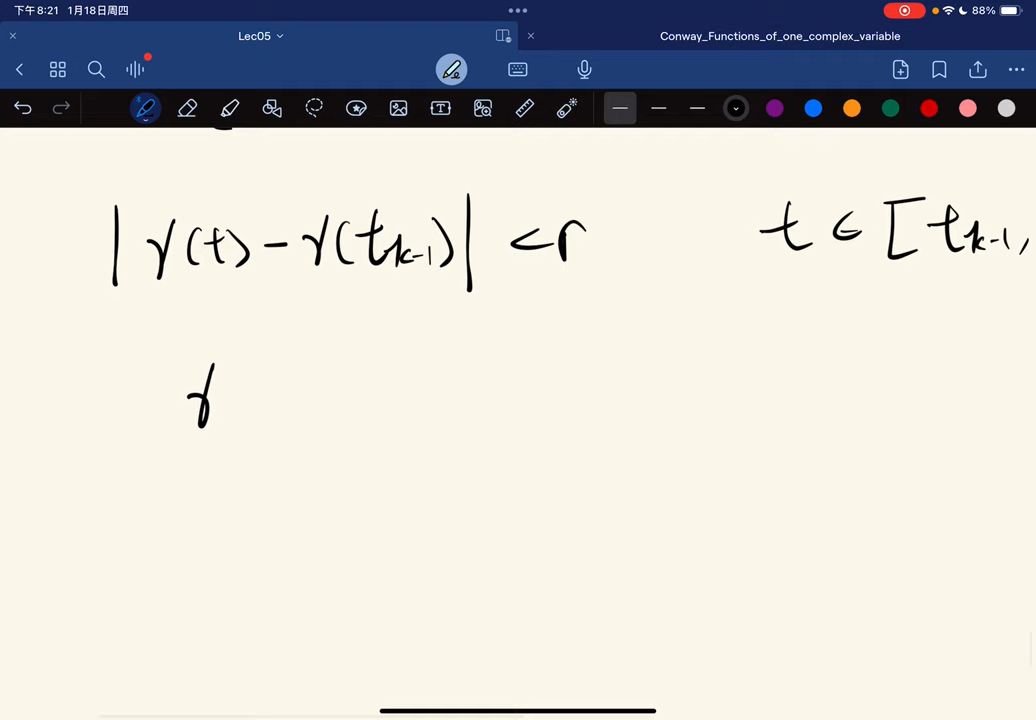 下午8:21 1月18日周四
88%
Lec05
Conway_Functions_of_one_complex_variable
|γ(t) - γ(t_{k-1})| < r t ∈ [t_{k-1},
γ